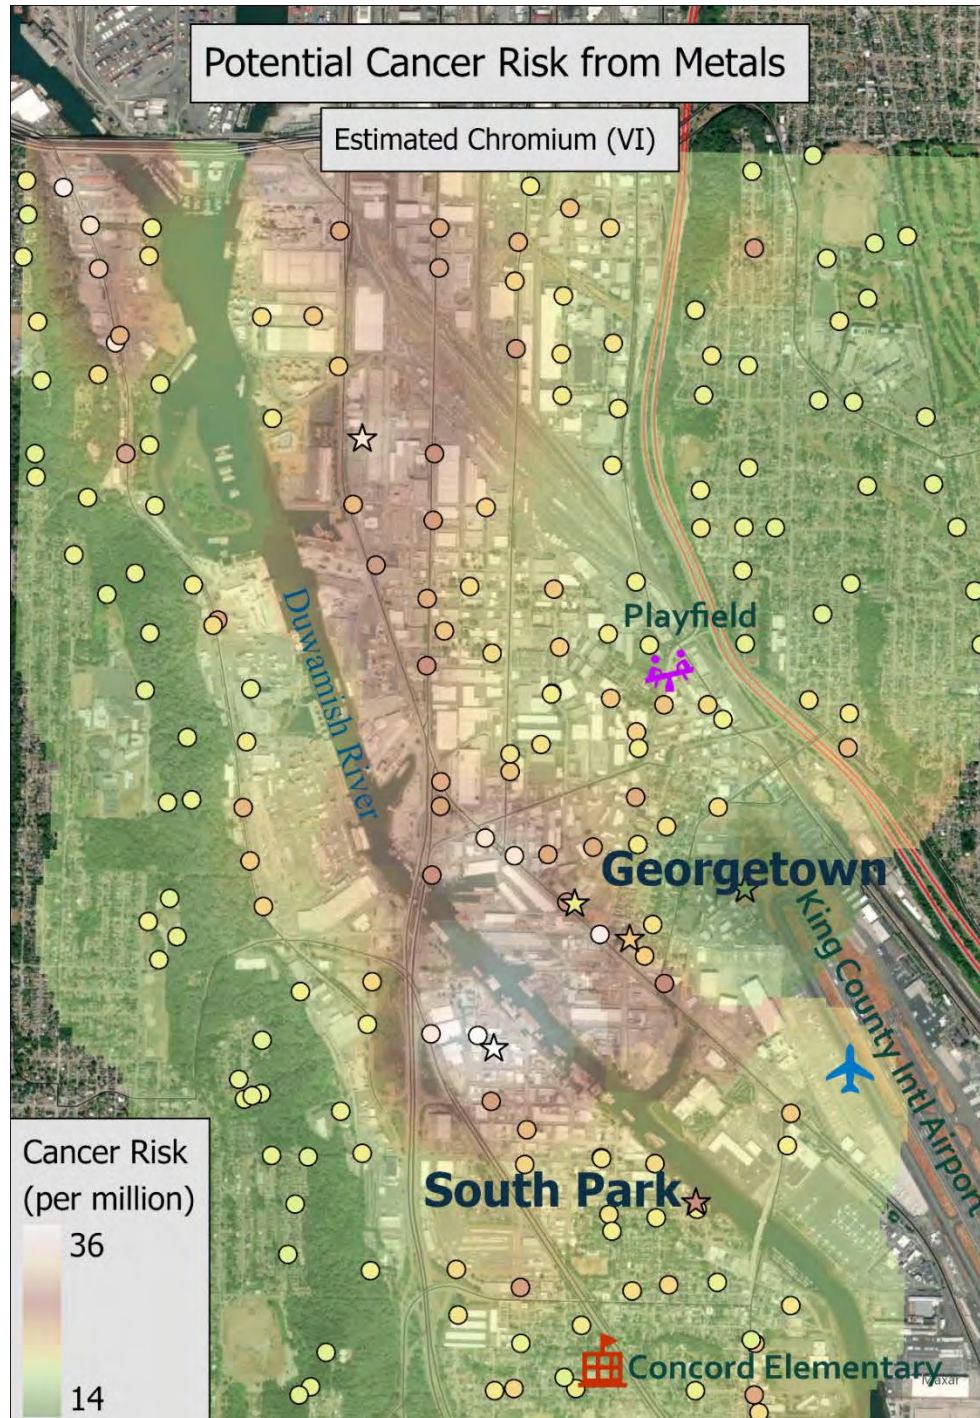 Potential Cancer Risk from Metals
Estimated Chromium (VI)
Duwamish River
Playfield
Georgetown
King County Intl Airport
South Park
Concord Elementary
Maxar
Cancer Risk
(per million)
36
14